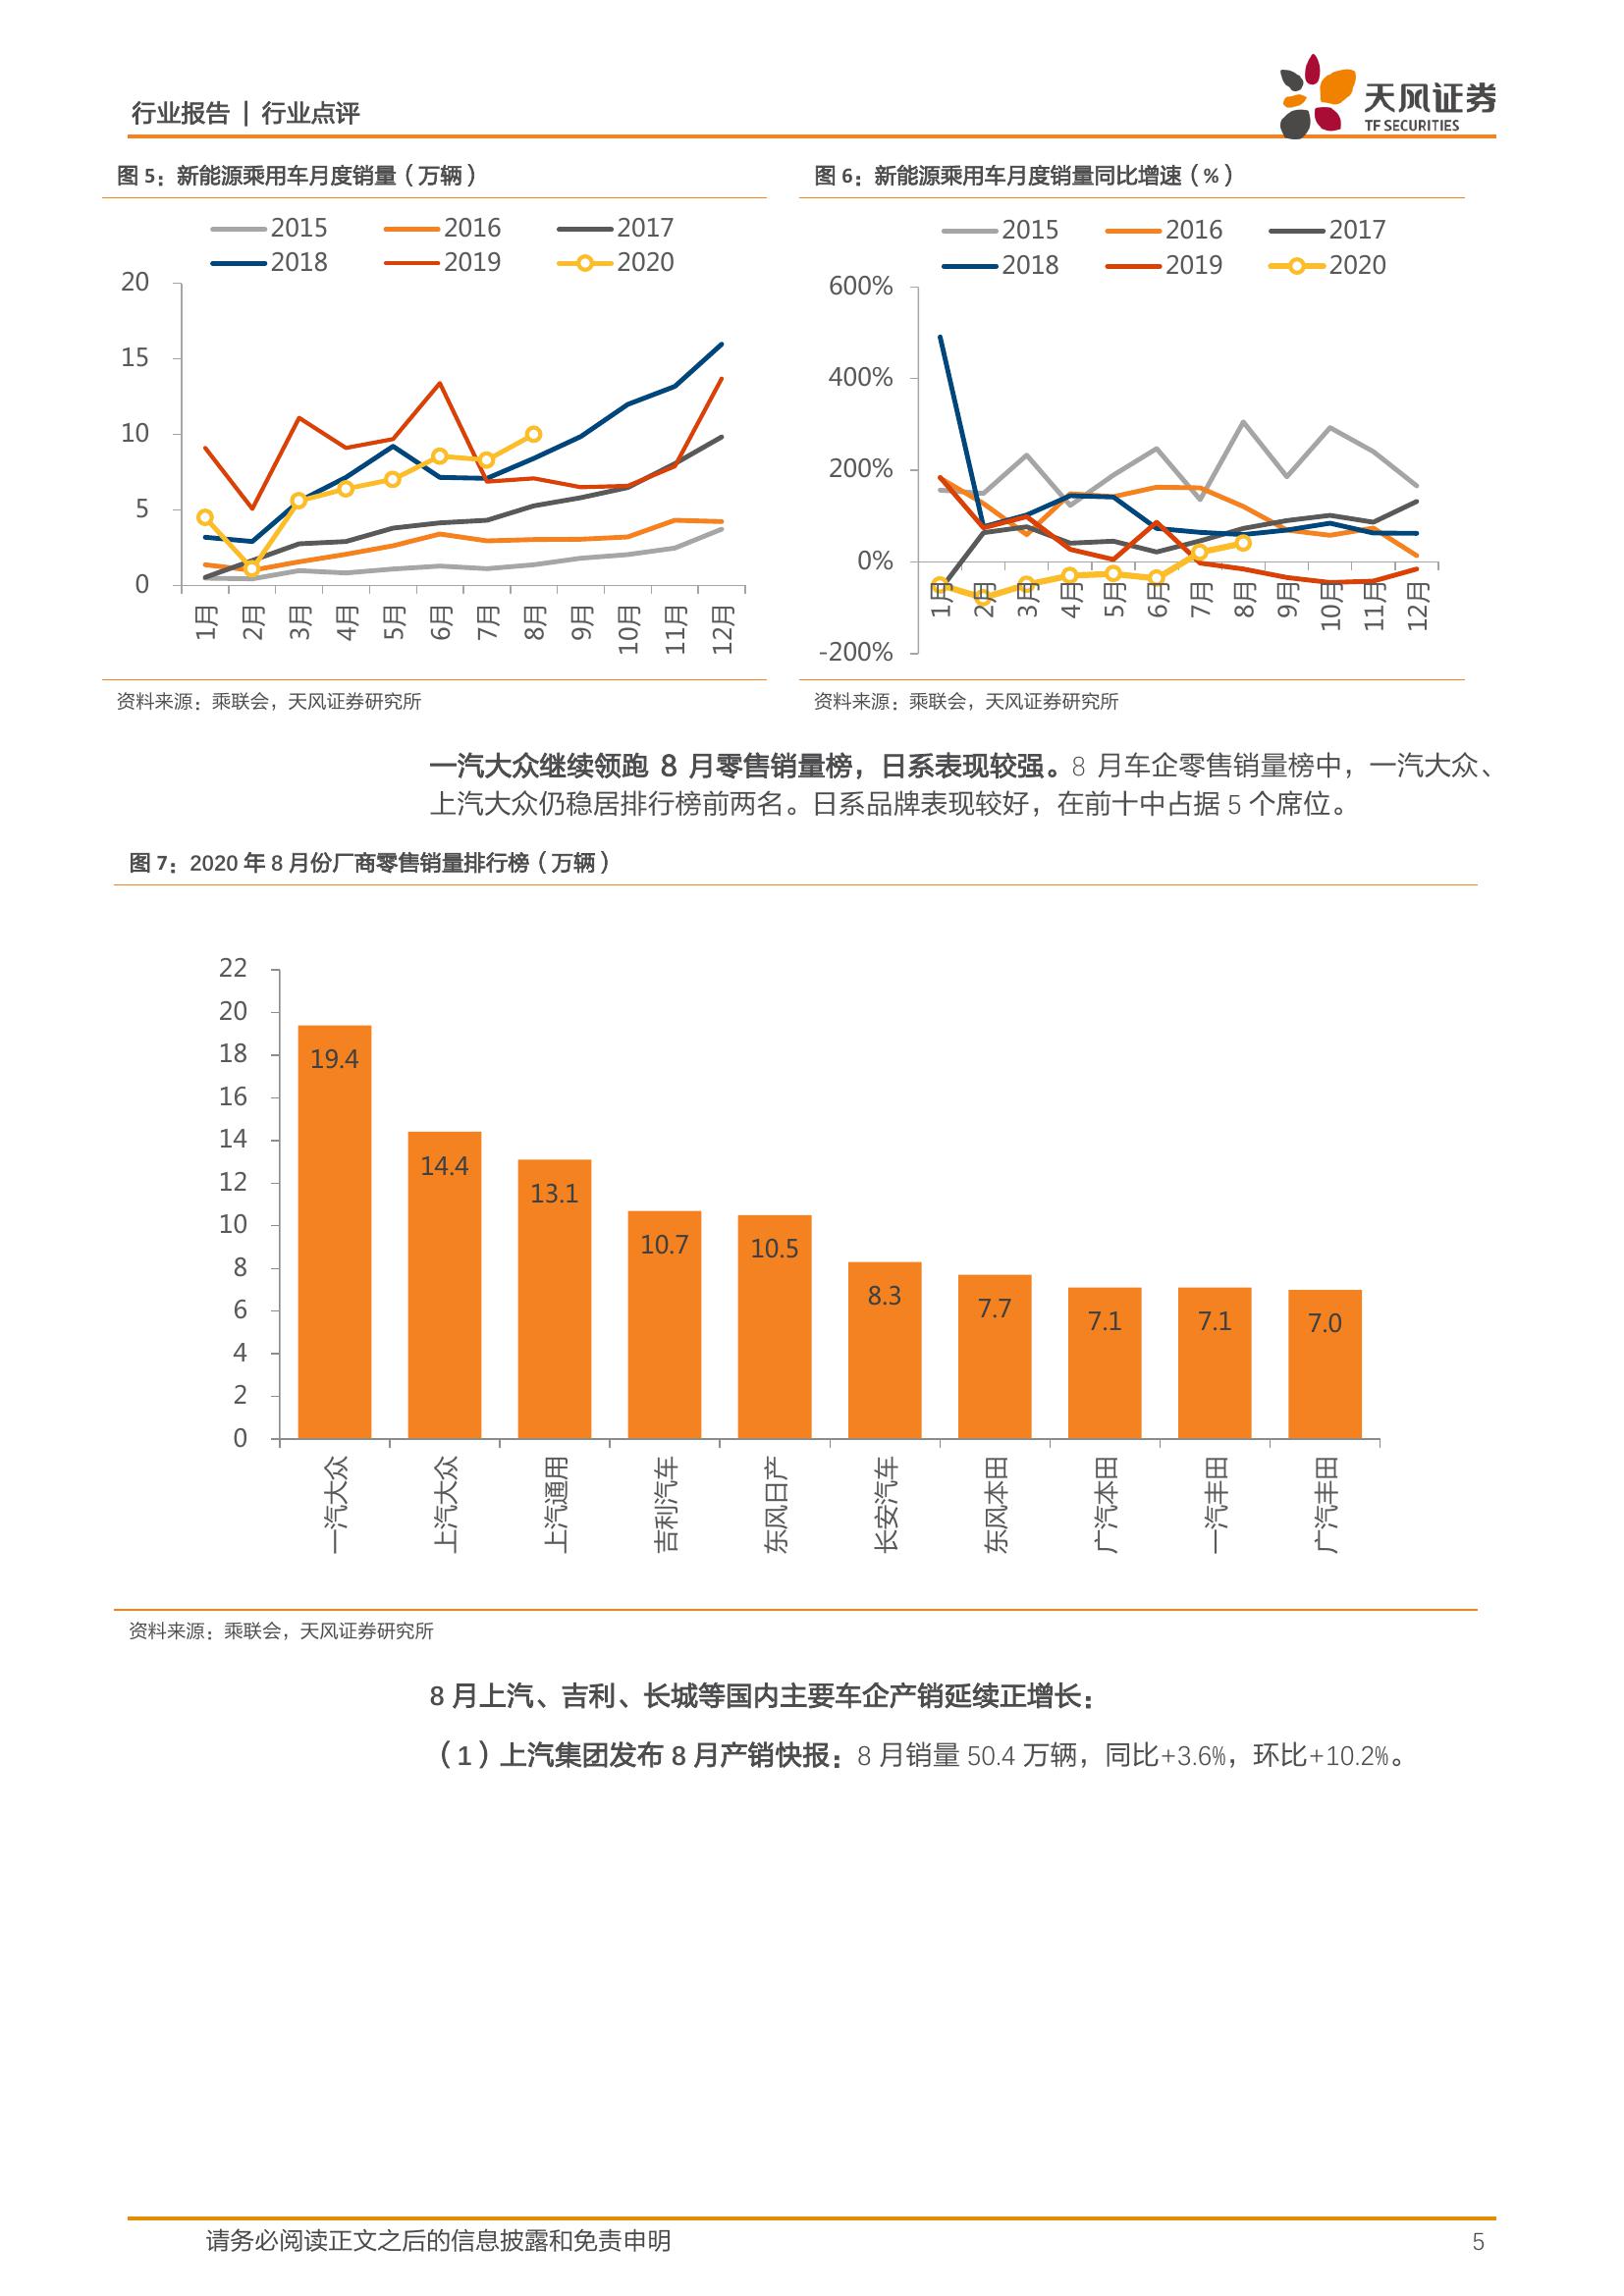 行业报告 | 行业点评
天风证券
TF SECURITIES
图 5：新能源乘用车月度销量（万辆）
2015 2016 2017
2018 2019 2020
20
15
10
5
0
1月 2月 3月 4月 5月 6月 7月 8月 9月 10月 11月 12月
资料来源：乘联会，天风证券研究所
图 6：新能源乘用车月度销量同比增速（%）
2015 2016 2017
2018 2019 2020
600%
400%
200%
0%
-200%
1月 2月 3月 4月 5月 6月 7月 8月 9月 10月 11月 12月
资料来源：乘联会，天风证券研究所
一汽大众继续领跑 8 月零售销量榜，日系表现较强。8 月车企零售销量榜中，一汽大众、
上汽大众仍稳居排行榜前两名。日系品牌表现较好，在前十中占据 5 个席位。
图 7：2020 年 8 月份厂商零售销量排行榜（万辆）
22
20
18
16
14
12
10
8
6
4
2
0
19.4 14.4 13.1 10.7 10.5 8.3 7.7 7.1 7.1 7.0
一汽大众 上汽大众 上汽通用 吉利汽车 东风日产 长安汽车 东风本田 广汽本田 一汽丰田 广汽丰田
资料来源：乘联会，天风证券研究所
8 月上汽、吉利、长城等国内主要车企产销延续正增长：
（1）上汽集团发布 8 月产销快报：8 月销量 50.4 万辆，同比+3.6%，环比+10.2%。
请务必阅读正文之后的信息披露和免责申明 5